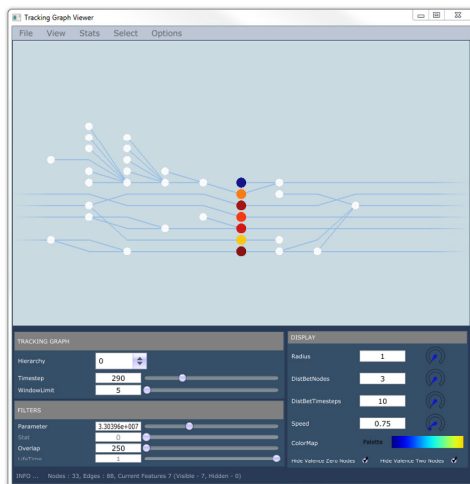 Tracking Graph Viewer
File View Stats Select Options
TRACKING GRAPH
Hierarchy 0
Timestep 290
WindowLimit 5
FILTERS
Parameter 3.30396e+007
Stat 0
Overlap 250
LifeTime 1
DISPLAY
Radius 1
DistBetNodes 3
DistBetTimesteps 10
Speed 0.75
ColorMap Palette
Hide Valence Zero Nodes Hide Valence Two Nodes
INFO ... Nodes : 33, Edges : 88, Current Features 7 (Visible - 7, Hidden - 0)